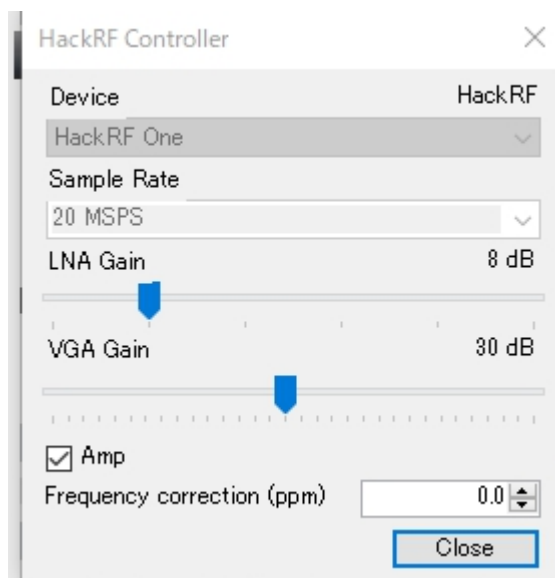 HackRF Controller
Device HackRF
HackRF One
Sample Rate
20 MSPS
LNA Gain 8 dB
VGA Gain 30 dB
Amp
Frequency correction (ppm) 0.0
Close